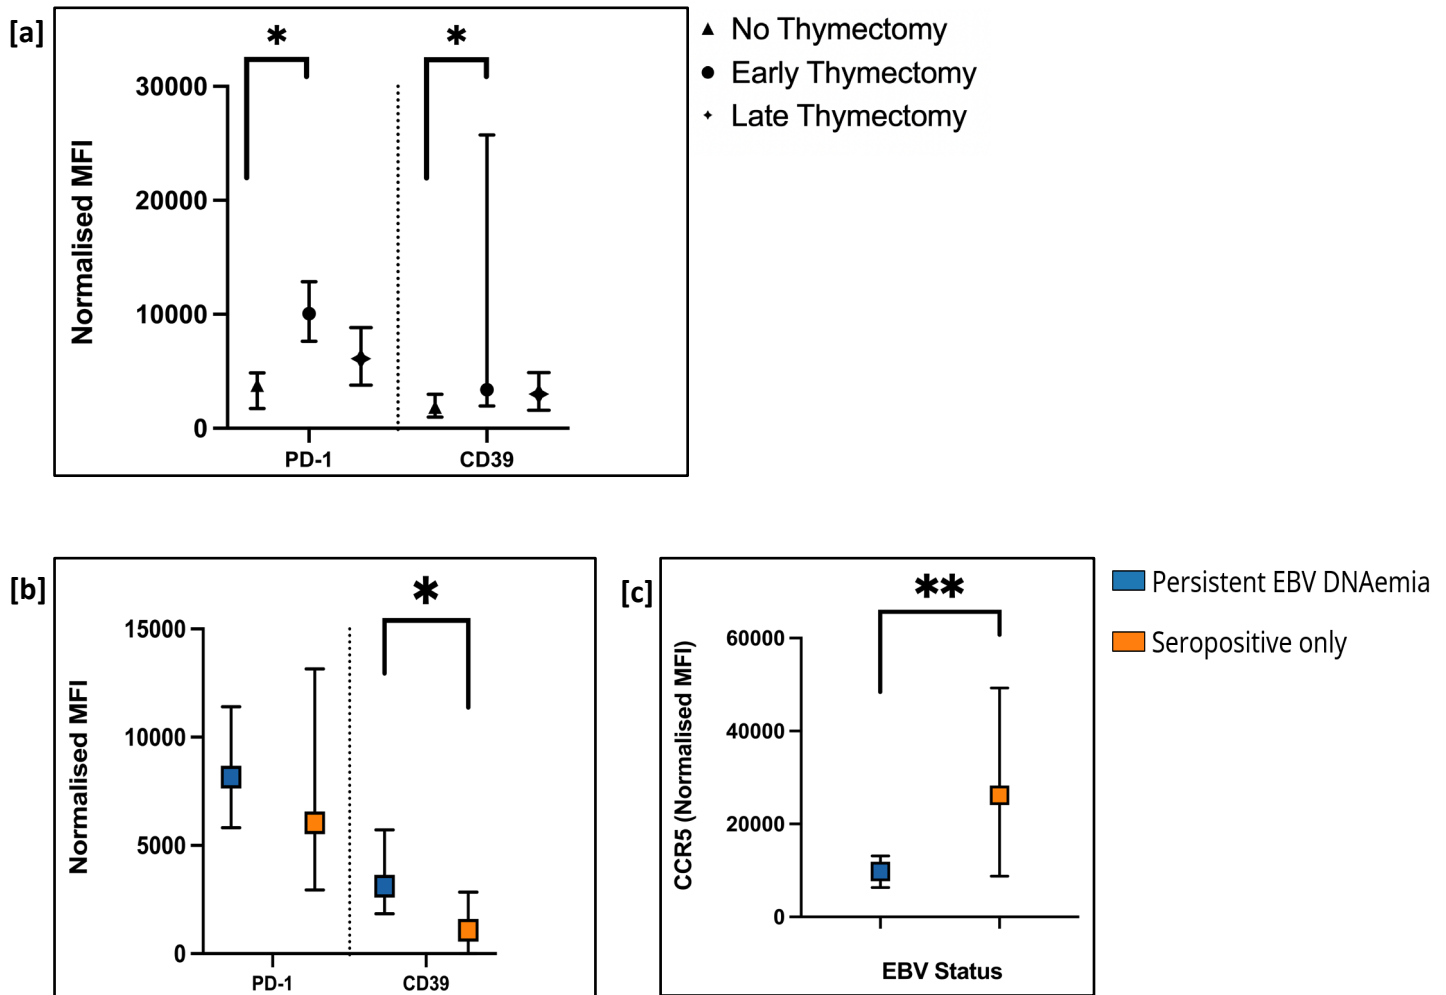 [a]
*
*
No Thymectomy
Early Thymectomy
Late Thymectomy
30000
20000
10000
0
Normalised MFI
PD-1
CD39
[b]
*
15000
10000
5000
0
Normalised MFI
PD-1
CD39
[c]
**
60000
40000
20000
0
CCR5 (Normalised MFI)
EBV Status
Persistent EBV DNAemia
Seropositive only